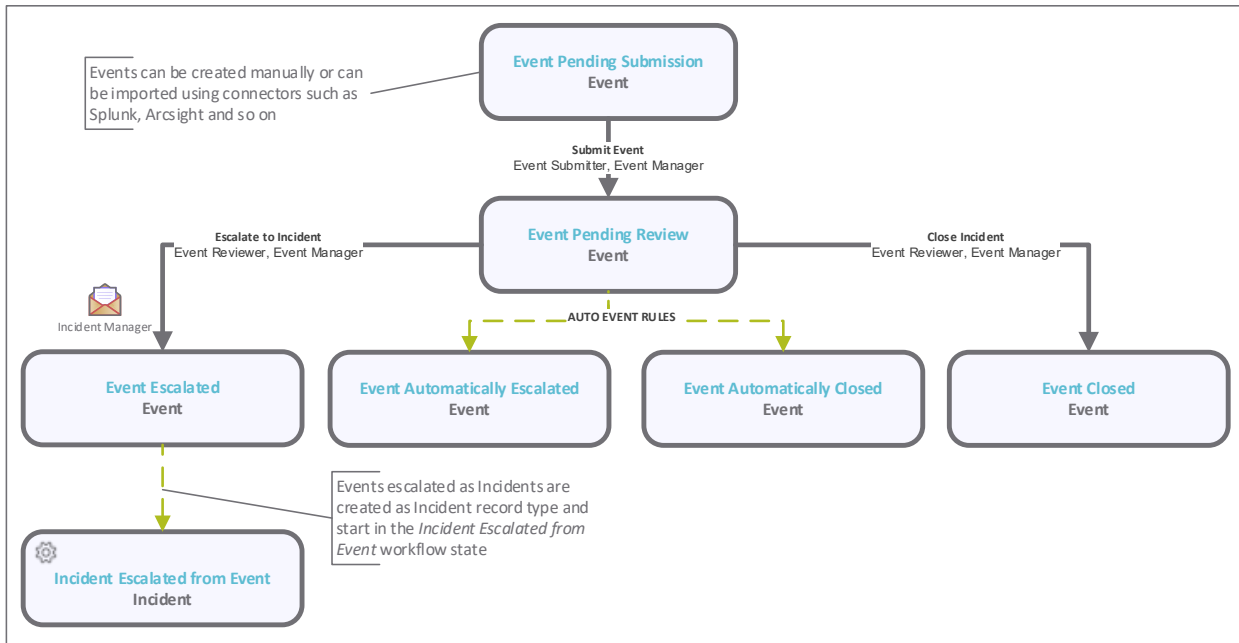 Event Pending Submission
Event
Events can be created manually or can
be imported using connectors such as
Splunk, Arcsight and so on
Submit Event
Event Submitter, Event Manager
Event Pending Review
Event
Escalate to Incident
Event Reviewer, Event Manager
Close Incident
Event Reviewer, Event Manager
Incident Manager
AUTO EVENT RULES
Event Escalated
Event
Event Automatically Escalated
Event
Event Automatically Closed
Event
Event Closed
Event
Events escalated as Incidents are
created as Incident record type and
start in the Incident Escalated from
Event workflow state
Incident Escalated from Event
Incident